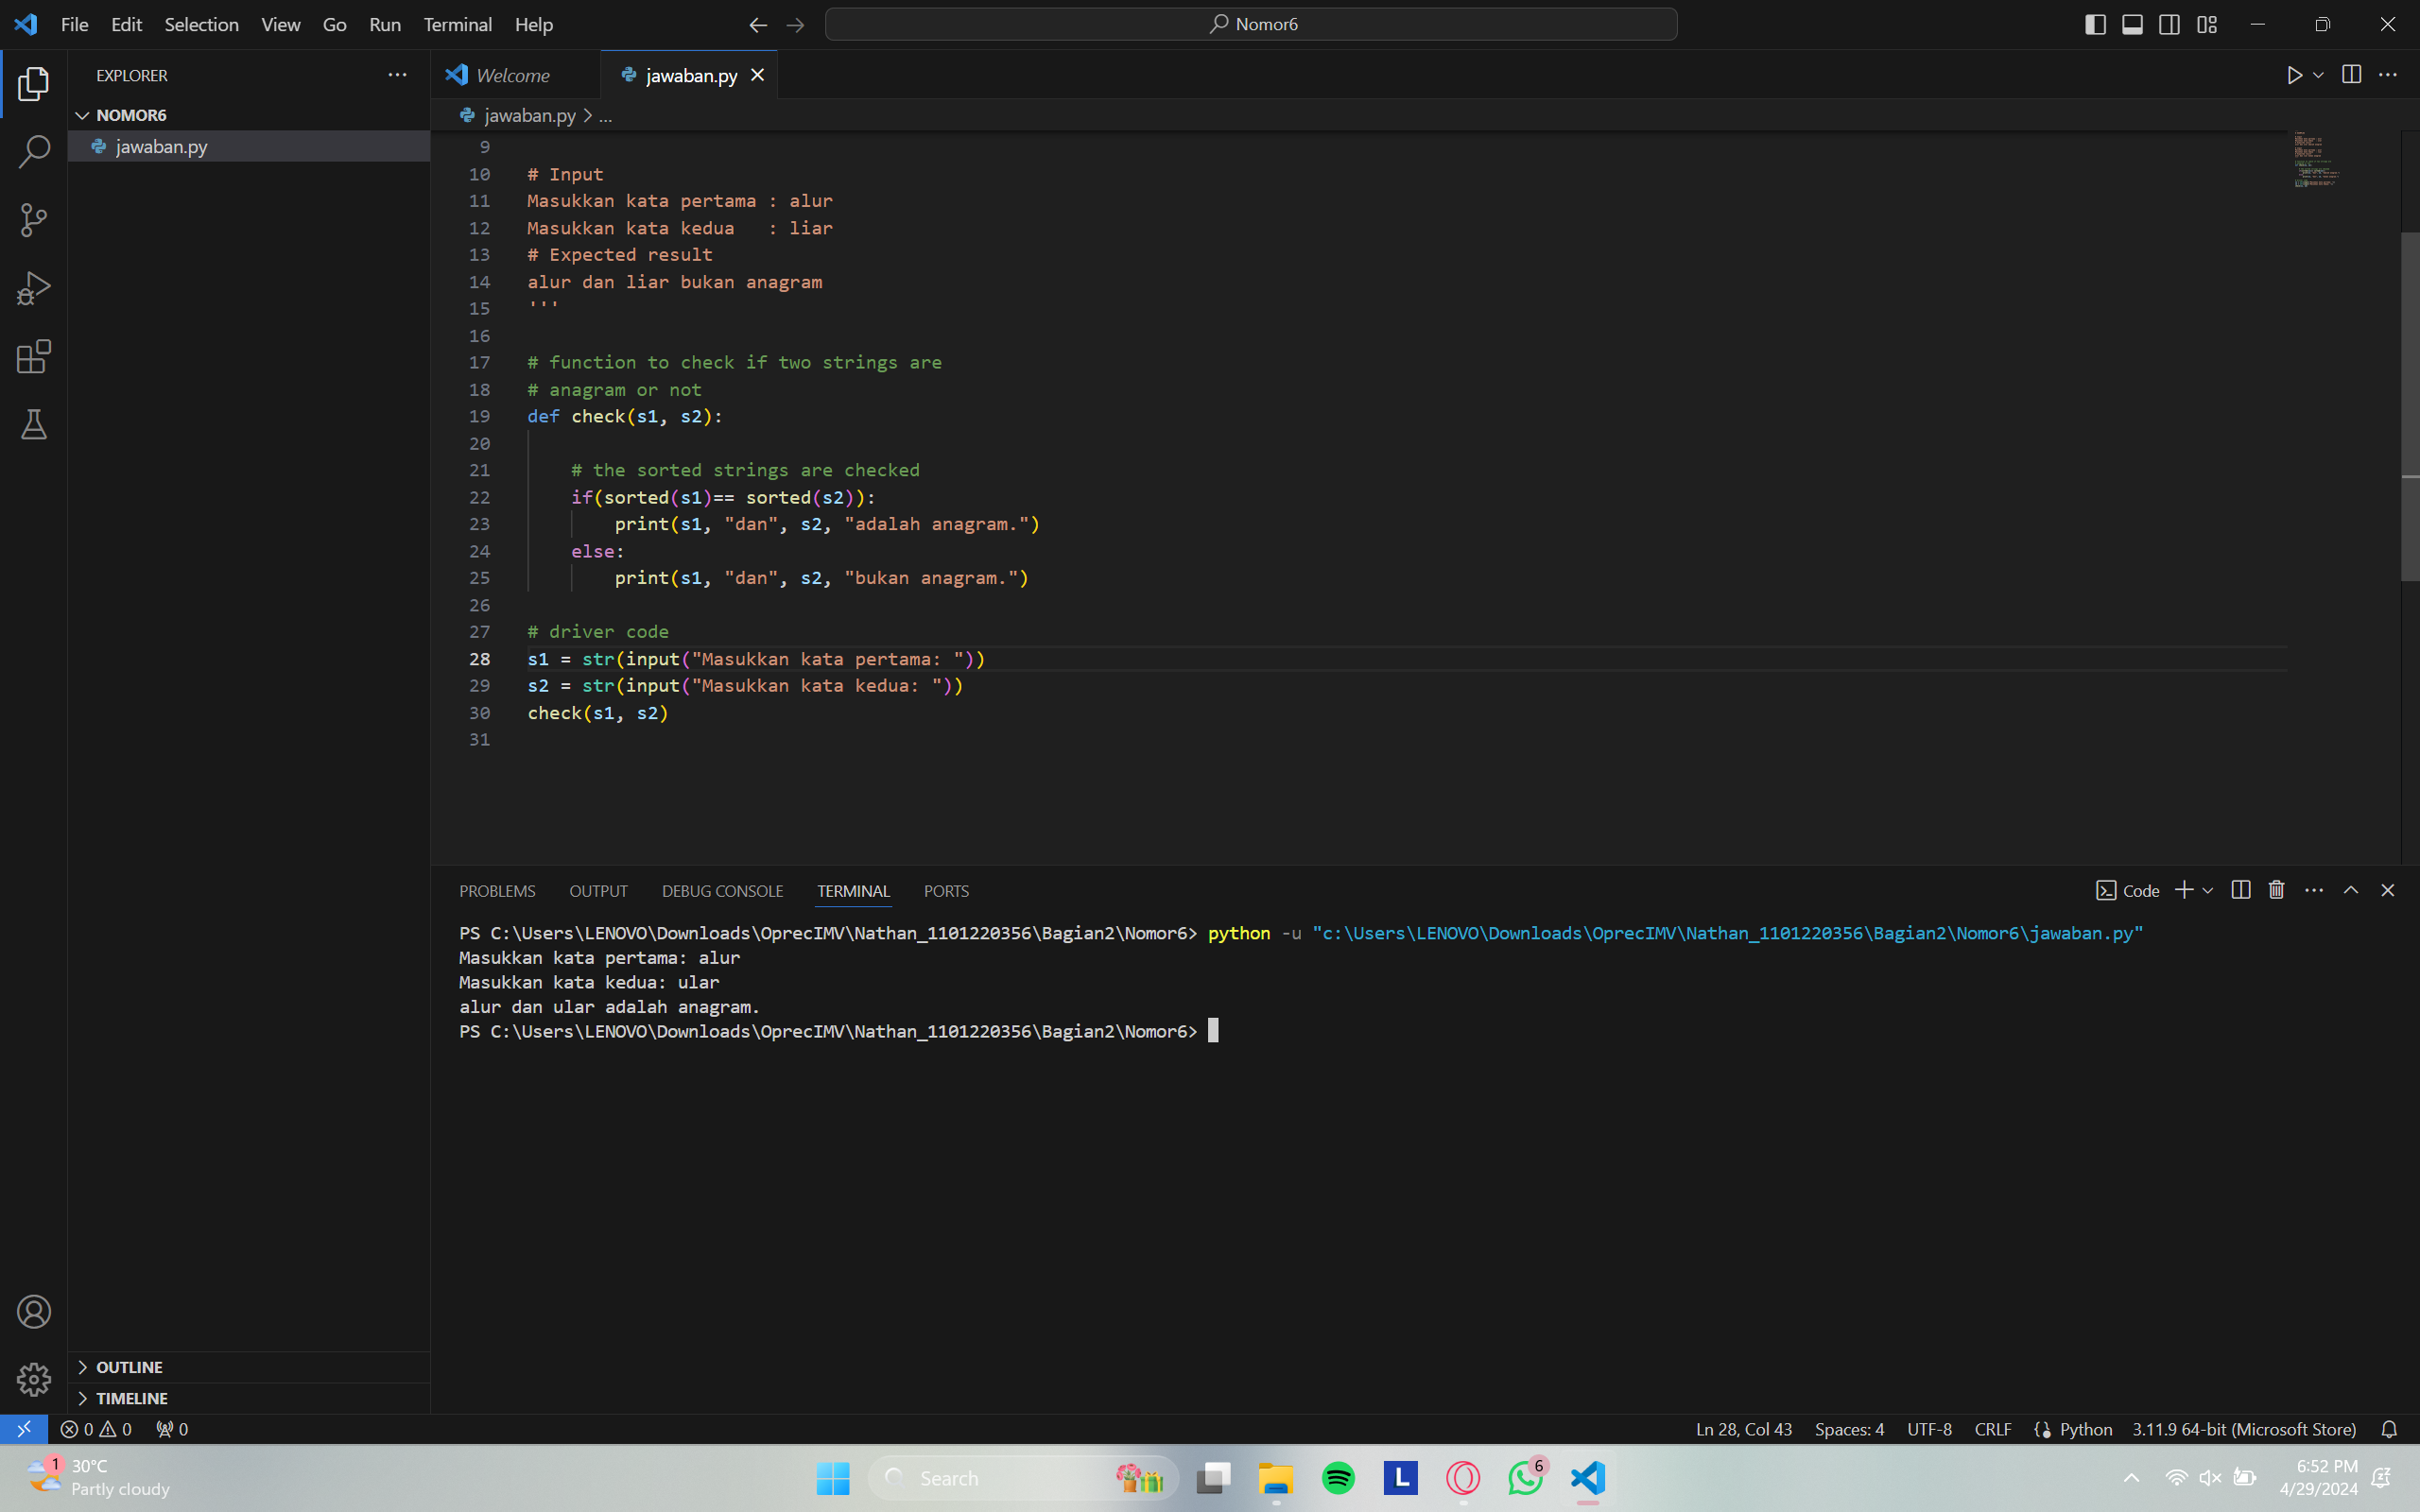 File Edit Selection View Go Run Terminal Help
Nomor6
EXPLORER
Welcome
jawaban.py
NOMOR6
jawaban.py
jawaban.py > ...
9
10 # Input
11 Masukkan kata pertama : alur
12 Masukkan kata kedua   : liar
13 # Expected result
14 alur dan liar bukan anagram
15 '''
16
17 # function to check if two strings are
18 # anagram or not
19 def check(s1, s2):
20
21     # the sorted strings are checked
22     if(sorted(s1)== sorted(s2)):
23         print(s1, "dan", s2, "adalah anagram.")
24     else:
25         print(s1, "dan", s2, "bukan anagram.")
26
27 # driver code
28 s1 = str(input("Masukkan kata pertama: "))
29 s2 = str(input("Masukkan kata kedua: "))
30 check(s1, s2)
31
PROBLEMS OUTPUT DEBUG CONSOLE TERMINAL PORTS
Code
PS C:\Users\LENOVO\Downloads\OprecIMV\Nathan_1101220356\Bagian2\Nomor6> python -u "c:\Users\LENOVO\Downloads\OprecIMV\Nathan_1101220356\Bagian2\Nomor6\jawaban.py"
Masukkan kata pertama: alur
Masukkan kata kedua: ular
alur dan ular adalah anagram.
PS C:\Users\LENOVO\Downloads\OprecIMV\Nathan_1101220356\Bagian2\Nomor6>
OUTLINE
TIMELINE
0 0 0
Ln 28, Col 43 Spaces: 4 UTF-8 CRLF Python 3.11.9 64-bit (Microsoft Store)
1
30°C
Partly cloudy
Search
L
6
6:52 PM
4/29/2024